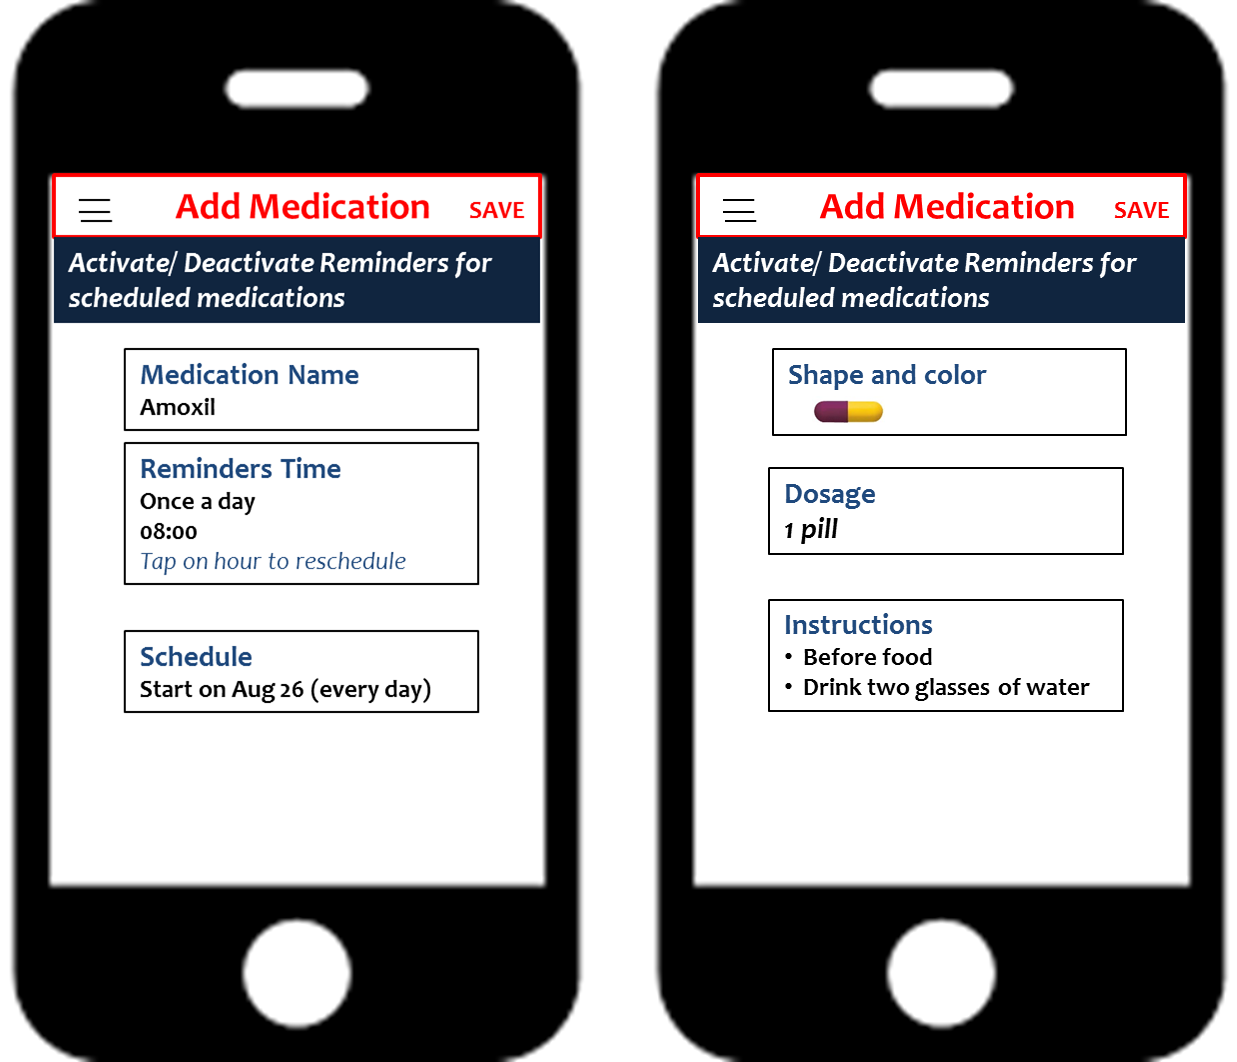 Add Medication SAVE
Activate/ Deactivate Reminders for
scheduled medications
Medication Name
Amoxil
Reminders Time
Once a day
08:00
Tap on hour to reschedule
Schedule
Start on Aug 26 (every day)
Add Medication SAVE
Activate/ Deactivate Reminders for
scheduled medications
Shape and color
Dosage
1 pill
Instructions
• Before food
• Drink two glasses of water